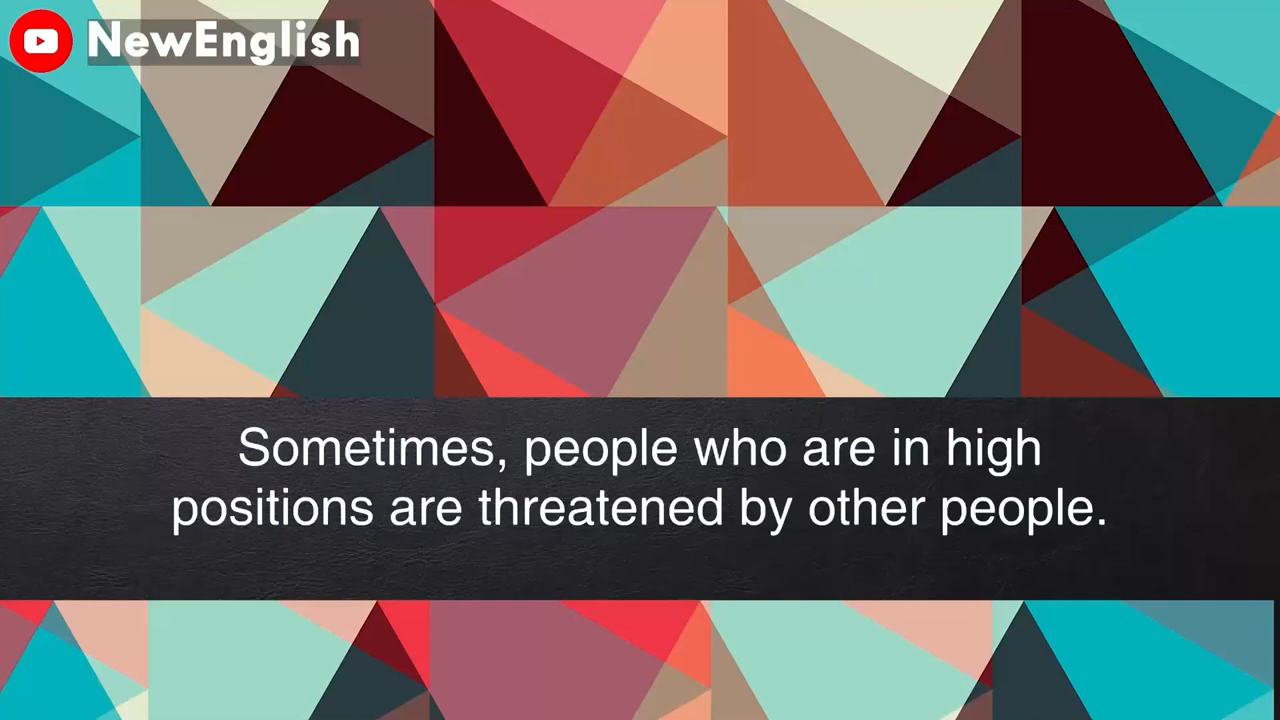 NewEnglish
Sometimes, people who are in high
positions are threatened by other people.